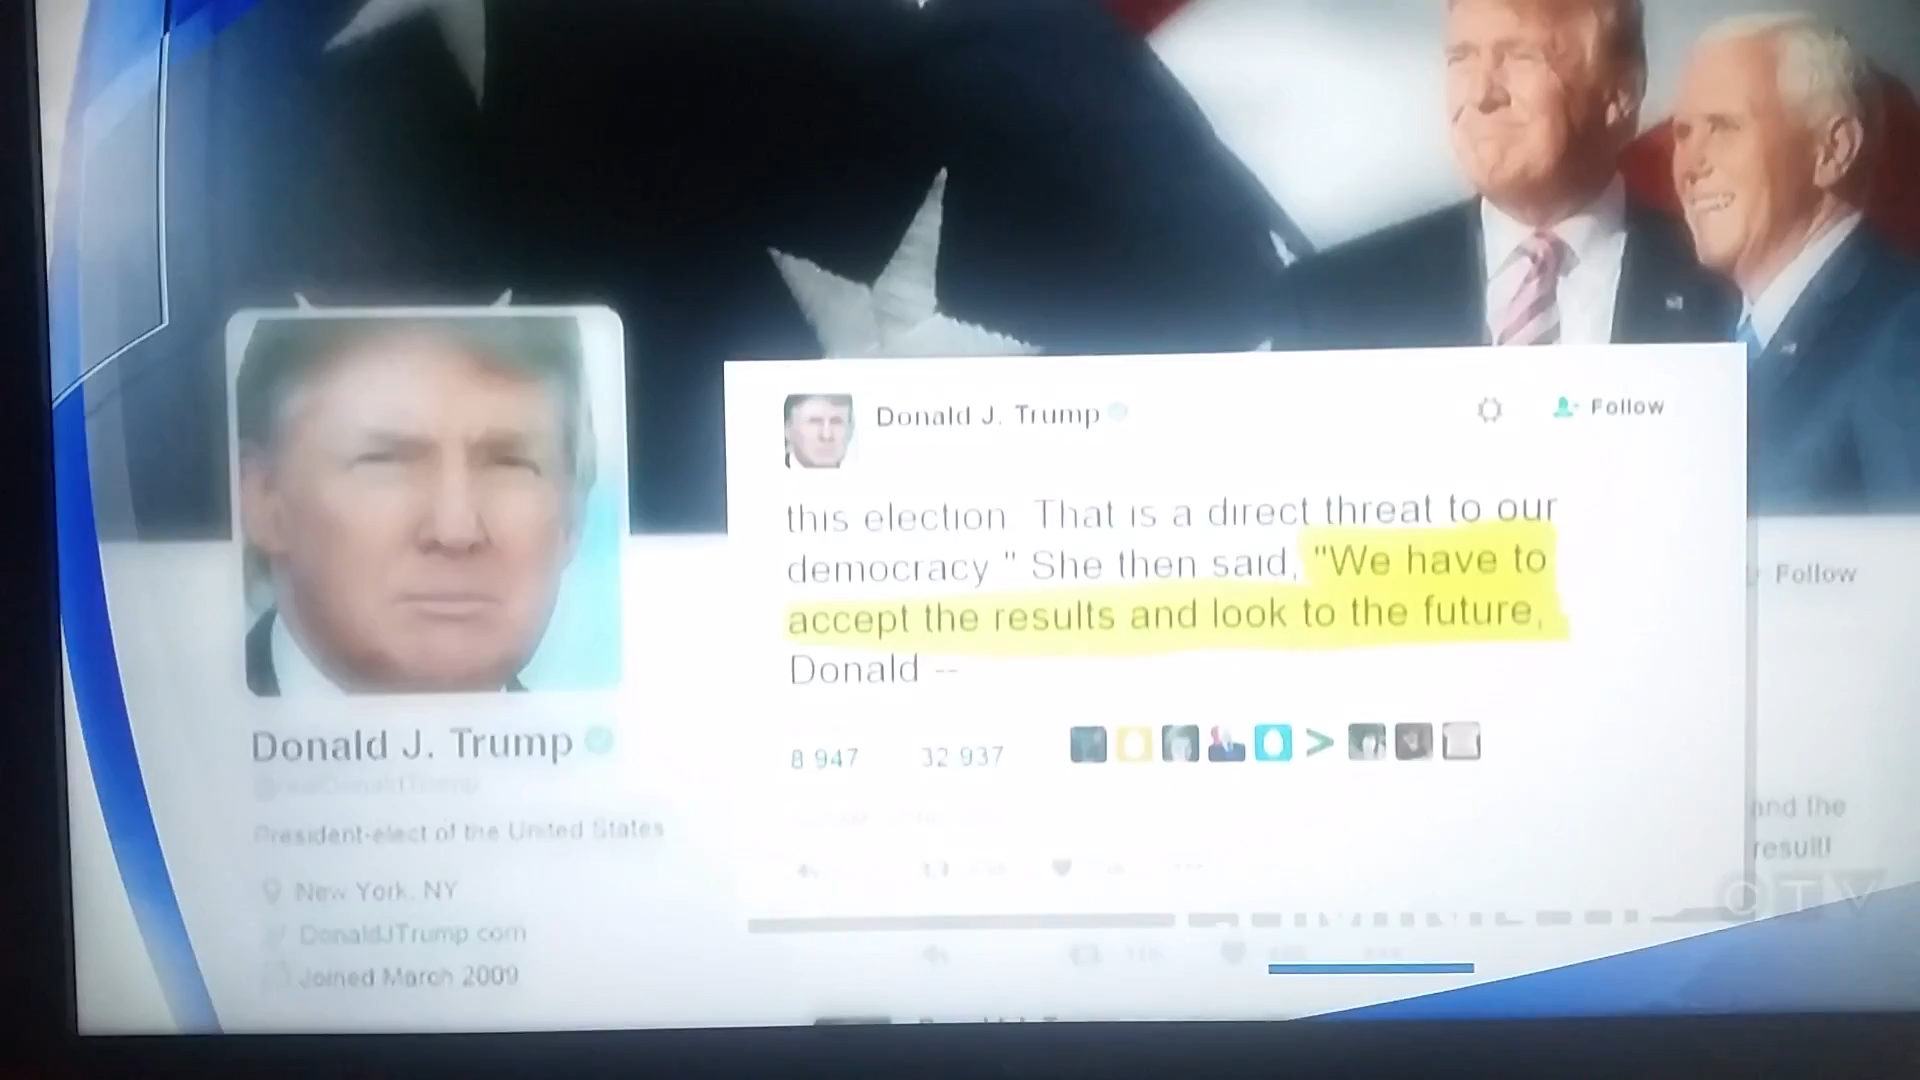 Donald J. Trump
Follow
this election. That is a direct threat to our
democracy." She then said, "We have to
accept the results and look to the future,
Donald --
8 947
32 937
Donald J. Trump
@realDonaldTrump
President-elect of the United States
New York, NY
DonaldJTrump.com
Joined March 2009
Follow
and the
result!
CTV